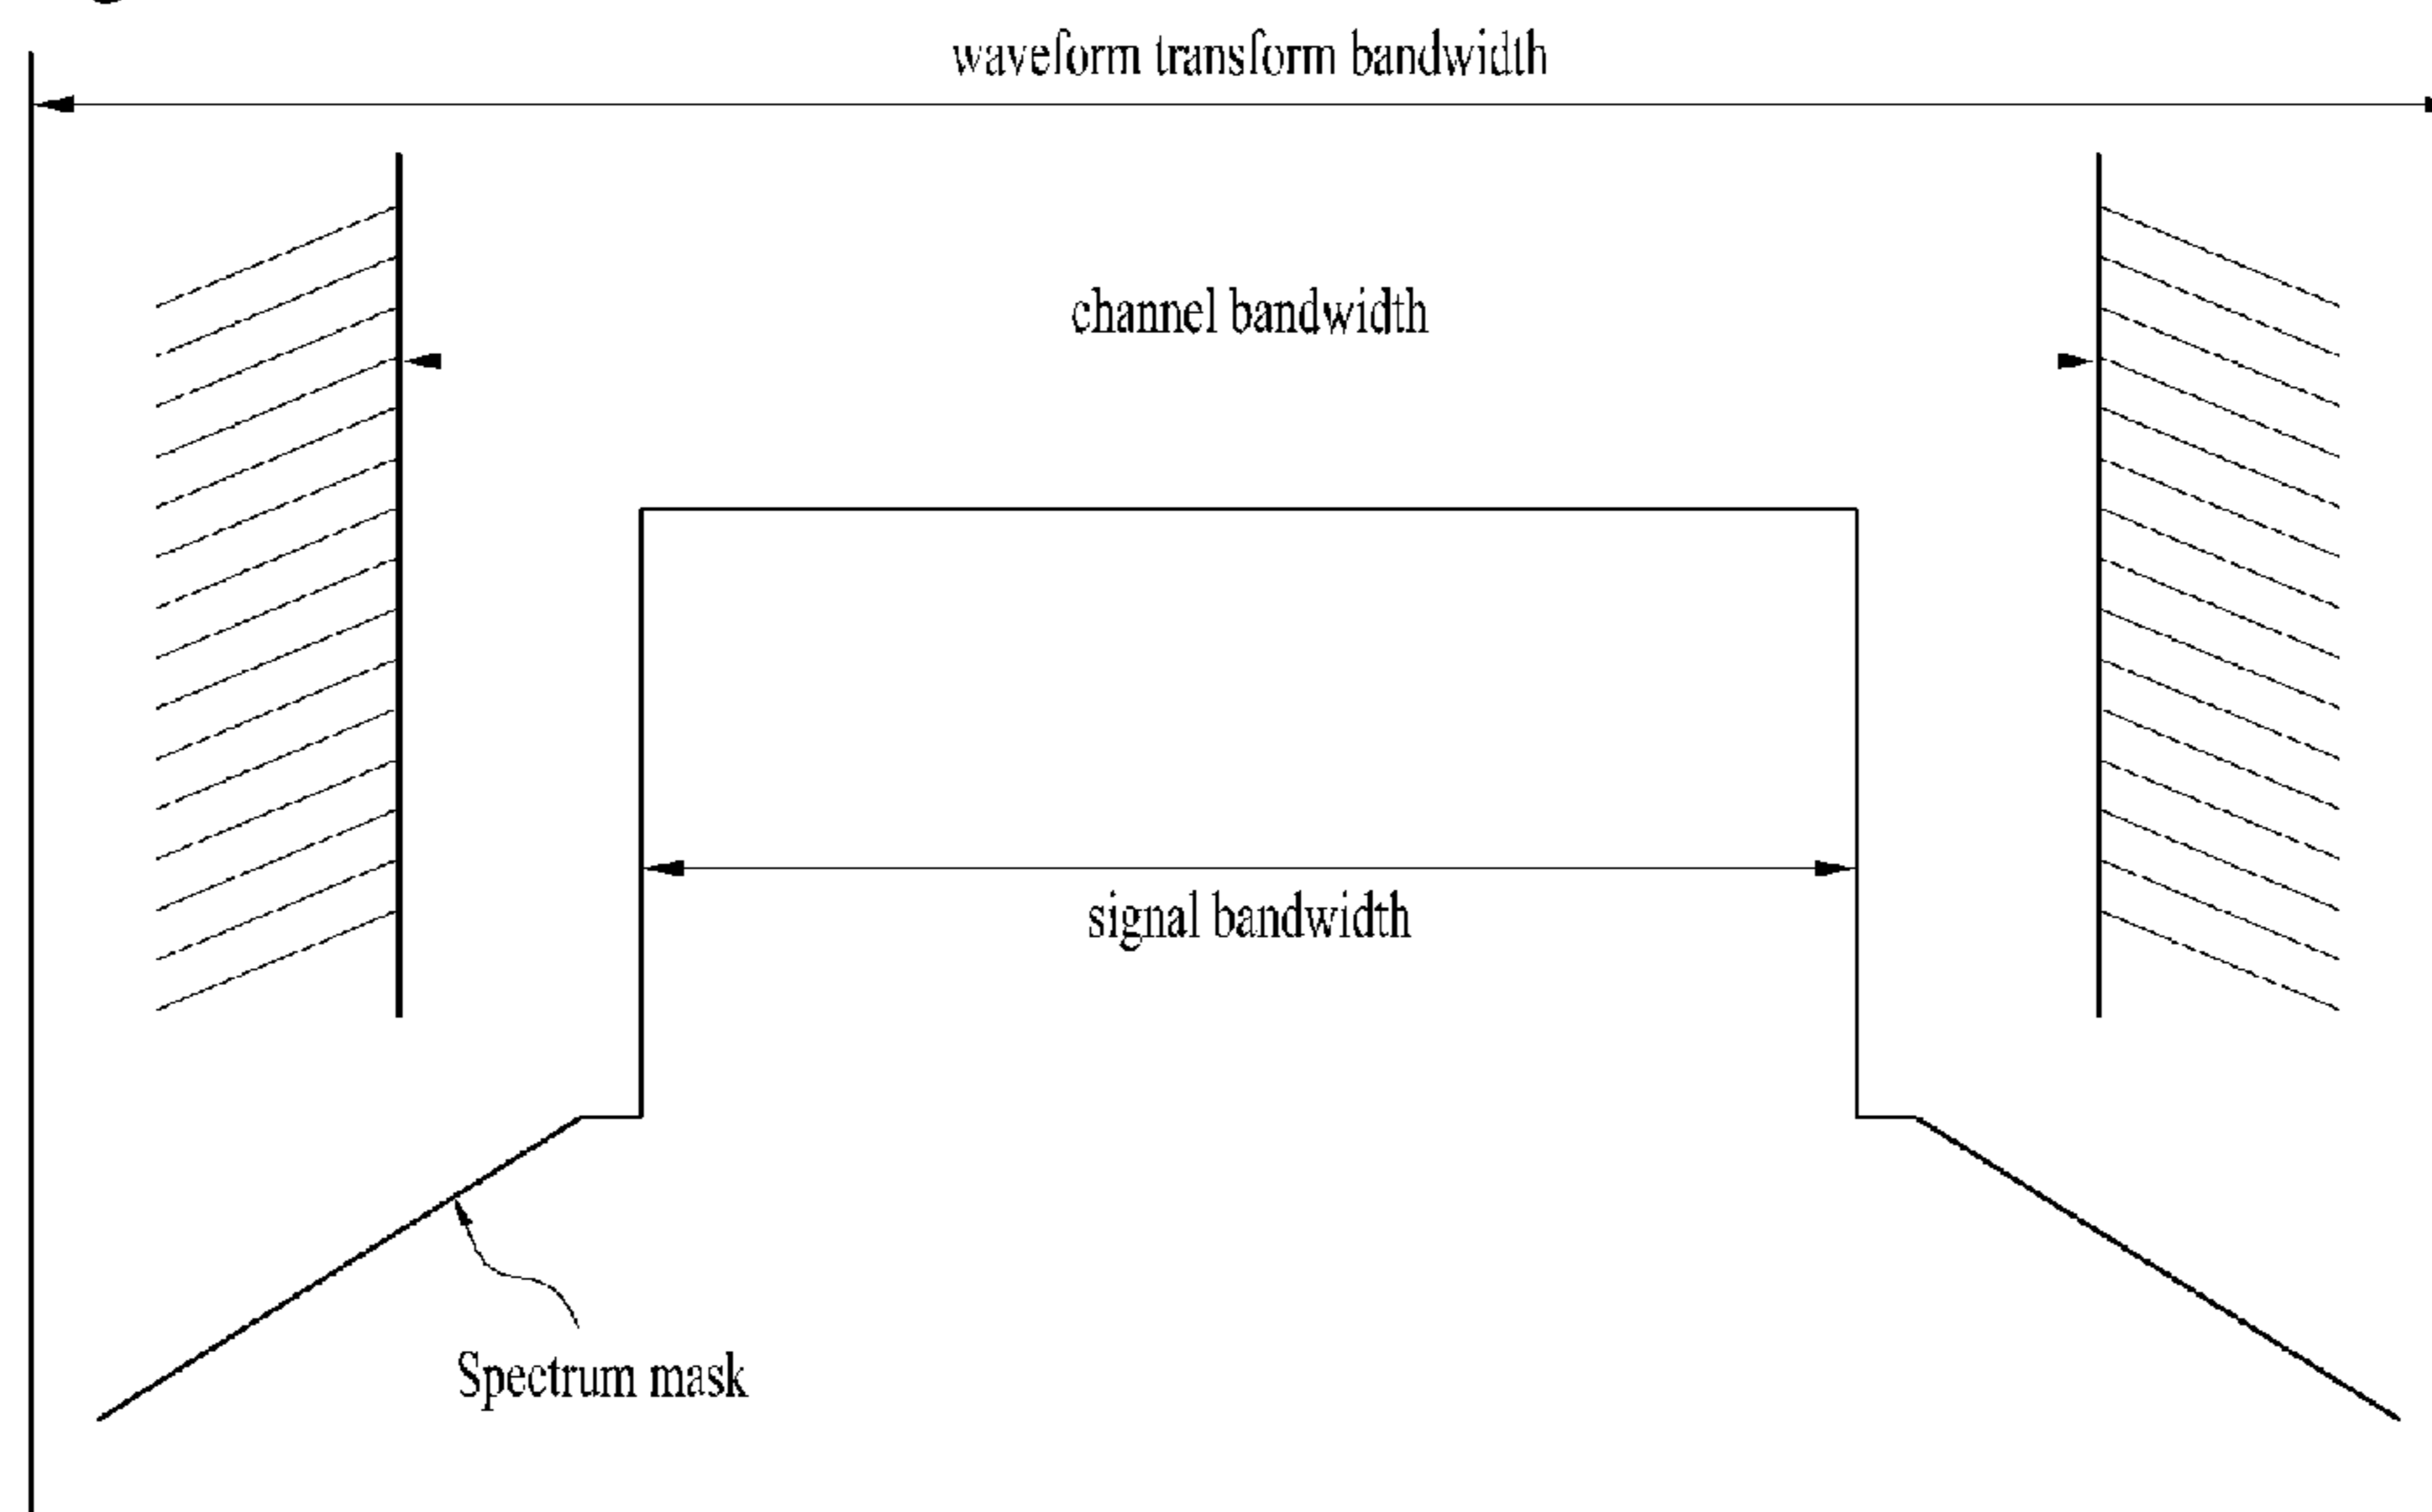 waveform transform bandwidth
channel bandwidth
signal bandwidth
Spectrum mask